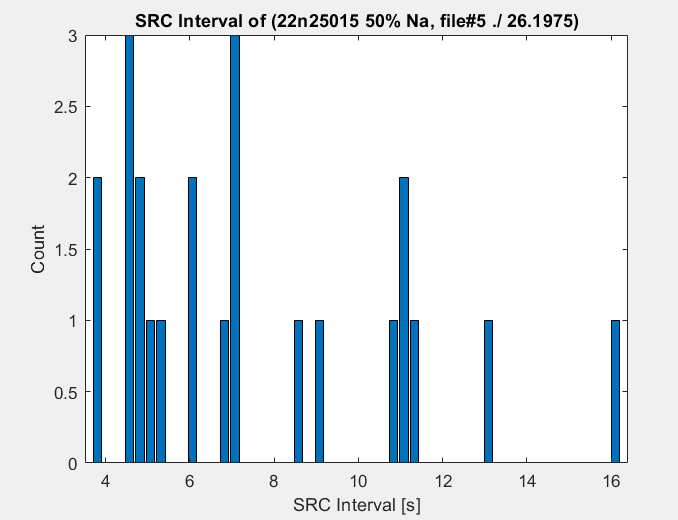 SRC Interval of (22n25015 50% Na, file#5 ./ 26.1975)
3
2.5
2
1.5
1
0.5
0
Count
4 6 8 10 12 14 16
SRC Interval [s]